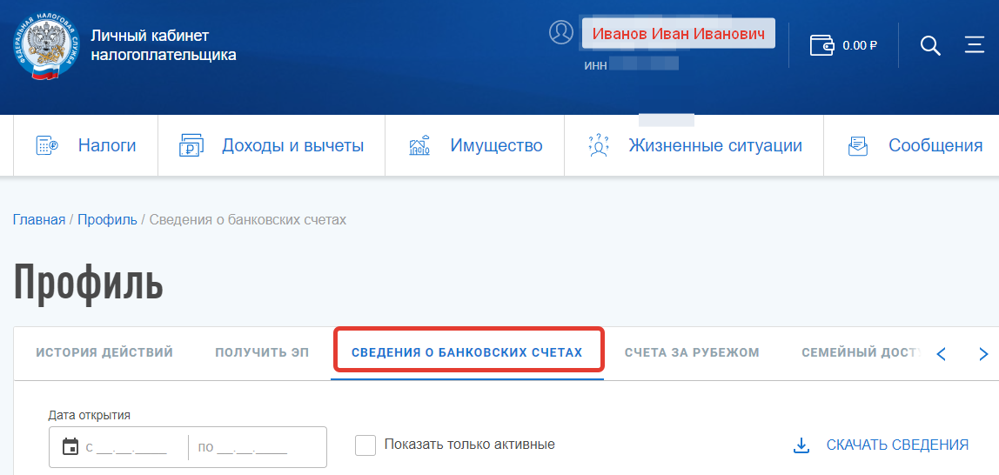 ФЕДЕРАЛЬНАЯ НАЛОГОВАЯ СЛУЖБА
Личный кабинет
налогоплательщика
Иванов Иван Иванович
ИНН
0.00 ₽
Налоги
Доходы и вычеты
Имущество
Жизненные ситуации
Сообщения
Главная / Профиль / Сведения о банковских счетах
Профиль
ИСТОРИЯ ДЕЙСТВИЙ
ПОЛУЧИТЬ ЭП
СВЕДЕНИЯ О БАНКОВСКИХ СЧЕТАХ
СЧЕТА ЗА РУБЕЖОМ
СЕМЕЙНЫЙ ДОСТУ
Дата открытия
с __.__.____
по __.__.____
Показать только активные
СКАЧАТЬ СВЕДЕНИЯ